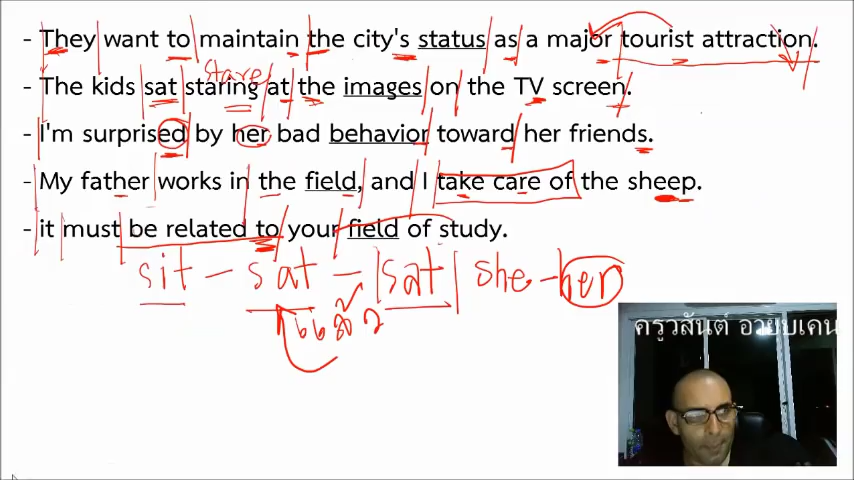 - They want to maintain the city's status as a major tourist attraction.
stare
- The kids sat staring at the images on the TV screen.
- I'm surprised by her bad behavior toward her friends.
- My father works in the field, and I take care of the sheep.
- it must be related to your field of study.
sit - sat - sat she - her
แล้ว
ครูวสันต์ อวยบเคน